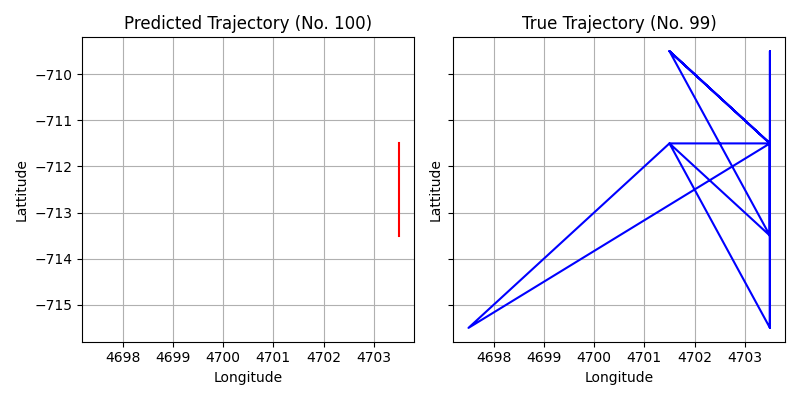 Predicted Trajectory (No. 100)
True Trajectory (No. 99)
Lattitude
−710
−711
−712
−713
−714
−715
4698 4699 4700 4701 4702 4703
Longitude
Lattitude
4698 4699 4700 4701 4702 4703
Longitude